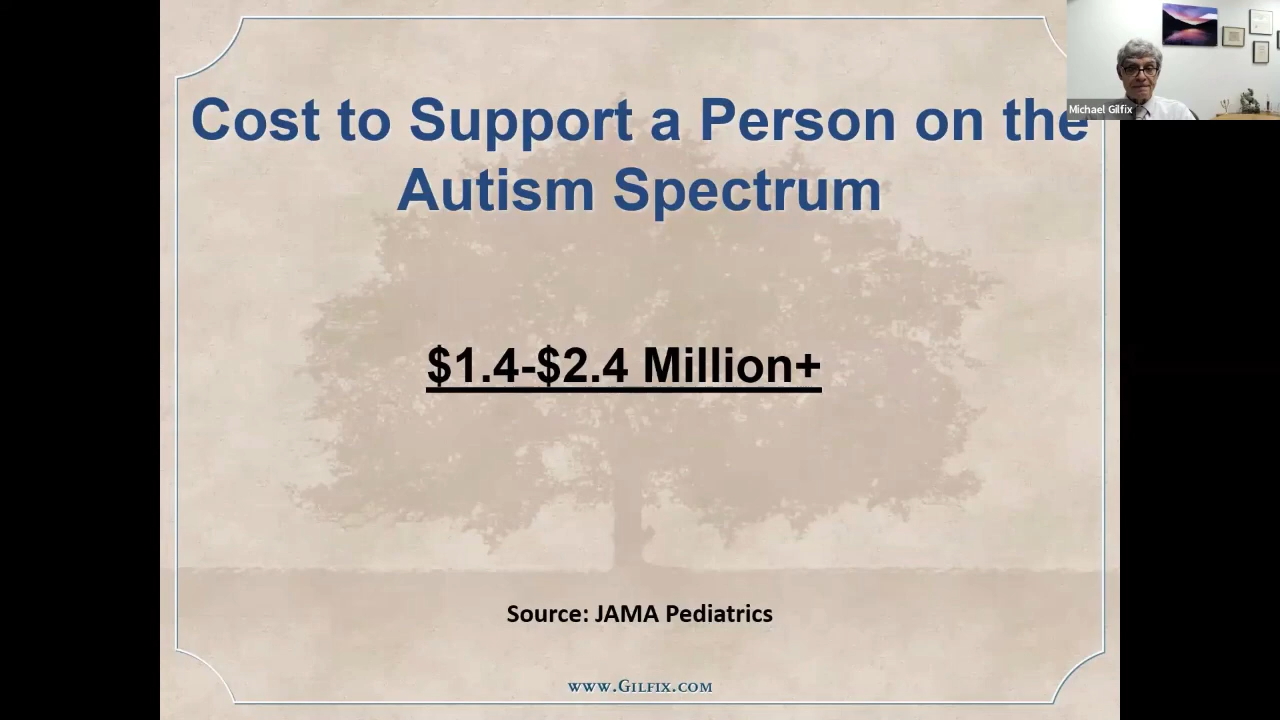 Michael Gilfix
Cost to Support a Person on the
Autism Spectrum
$1.4-$2.4 Million+
Source: JAMA Pediatrics
www.Gilfix.com